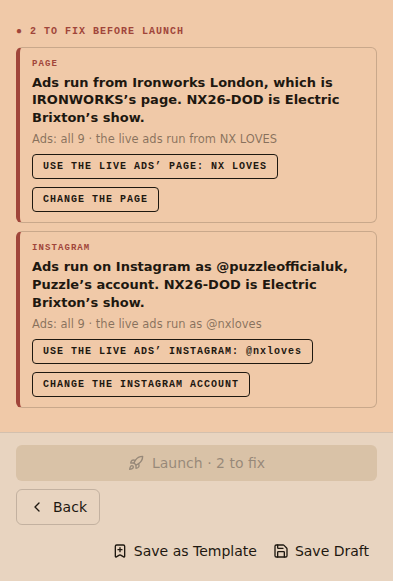 • 2 TO FIX BEFORE LAUNCH
PAGE
Ads run from Ironworks London, which is
IRONWORKS’s page. NX26-DOD is Electric
Brixton’s show.
Ads: all 9 · the live ads run from NX LOVES
USE THE LIVE ADS’ PAGE: NX LOVES
CHANGE THE PAGE
INSTAGRAM
Ads run on Instagram as @puzzleofficialuk,
Puzzle’s account. NX26-DOD is Electric
Brixton’s show.
Ads: all 9 · the live ads run as @nxloves
USE THE LIVE ADS’ INSTAGRAM: @nxloves
CHANGE THE INSTAGRAM ACCOUNT
Launch · 2 to fix
Back
Save as Template Save Draft